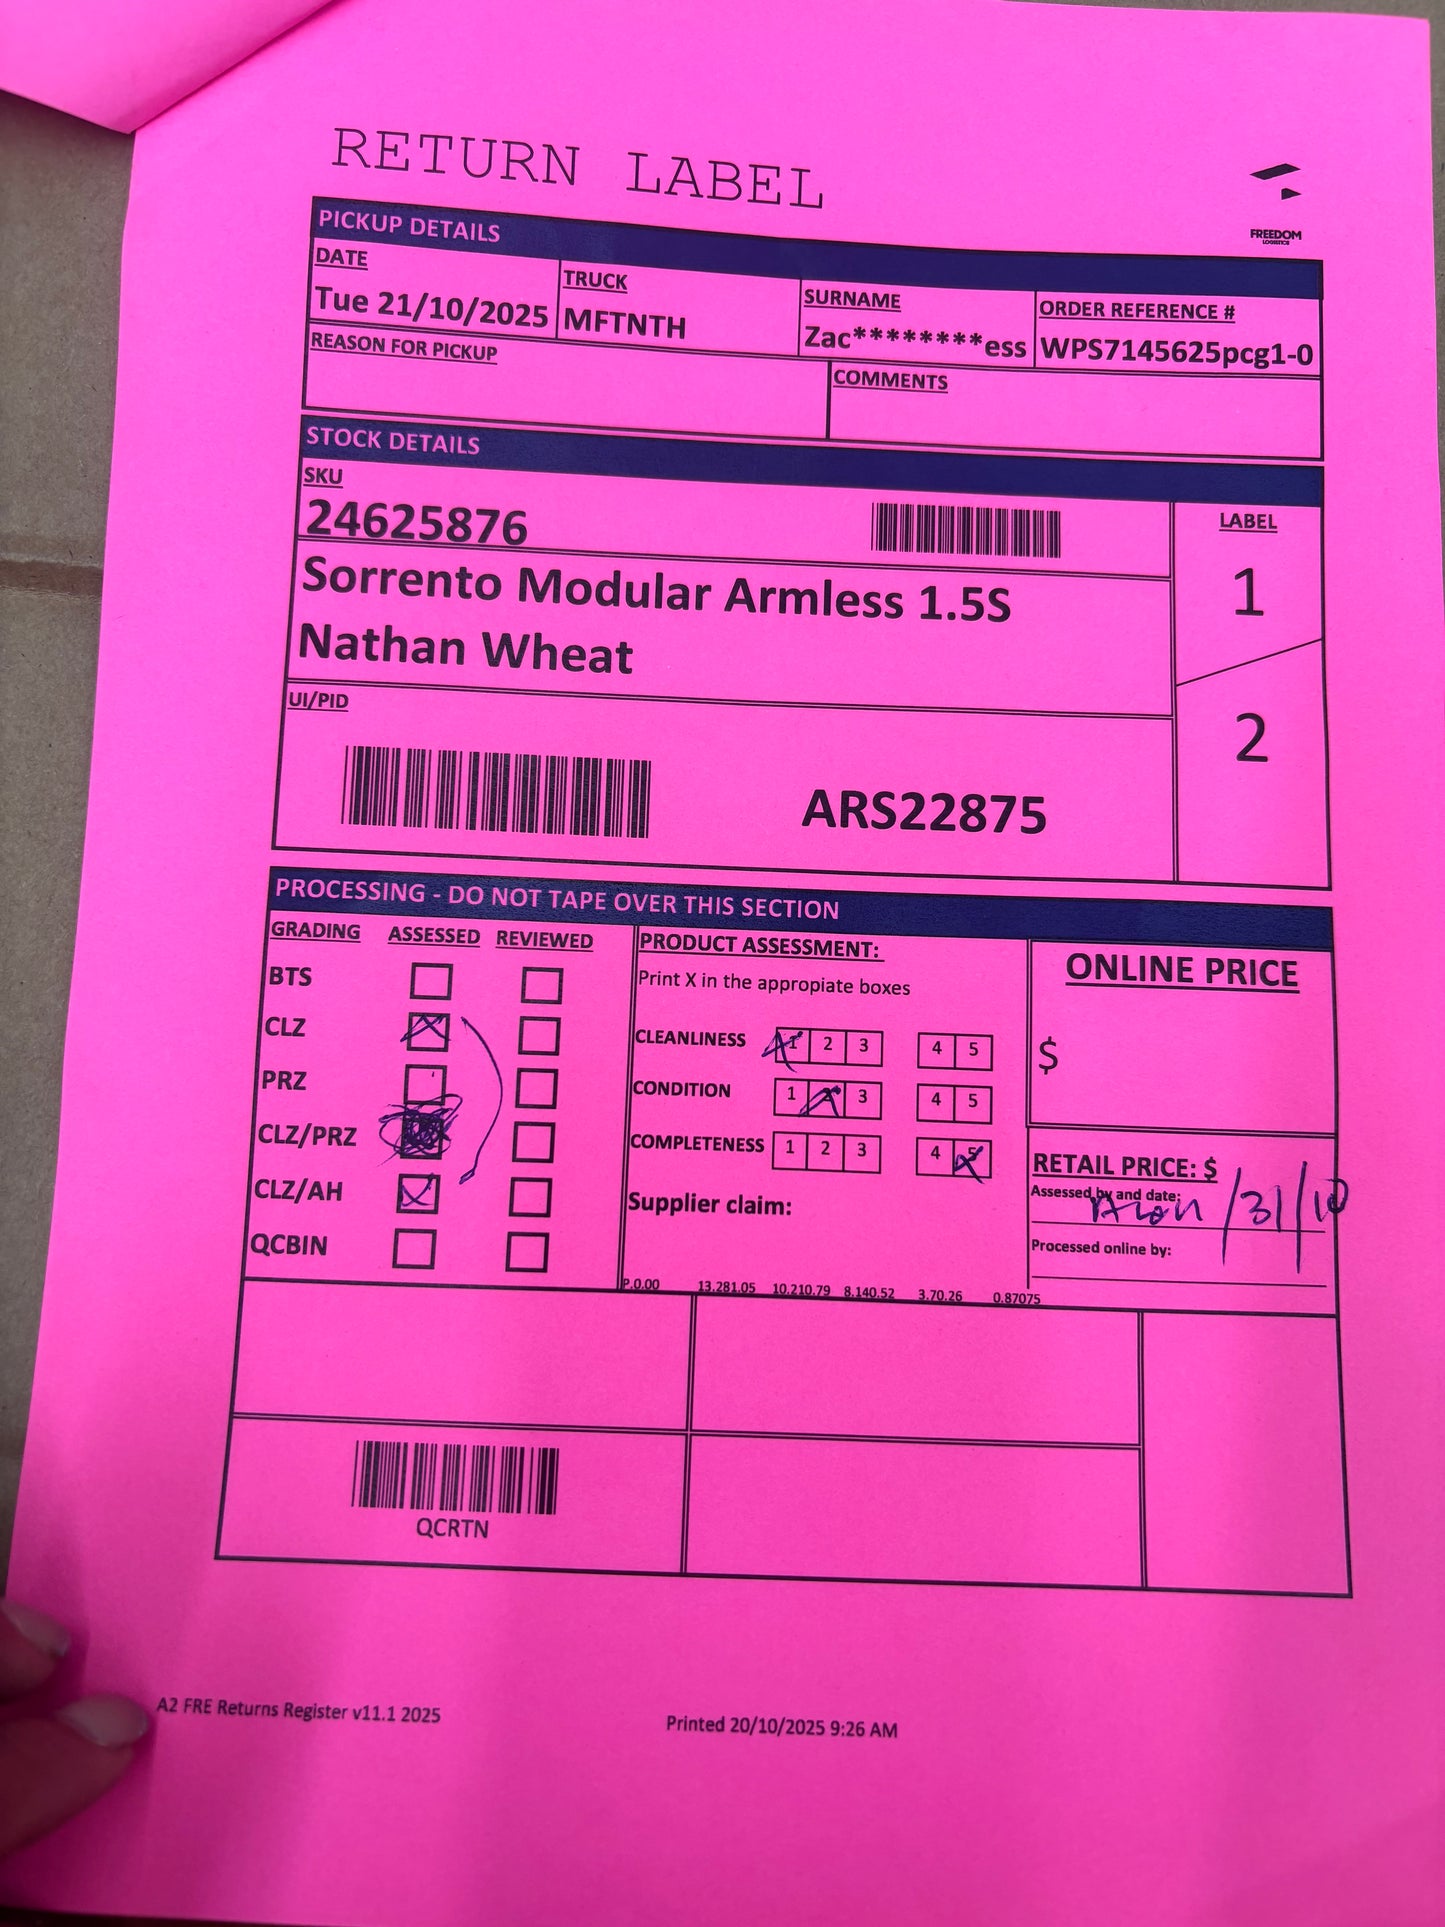 RETURN LABEL
FREEDOM
LOGISTICS
PICKUP DETAILS
DATE TRUCK SURNAME ORDER REFERENCE #
Tue 21/10/2025 MFTNTH Zac********ess WPS7145625pcg1-0
REASON FOR PICKUP COMMENTS
STOCK DETAILS
SKU LABEL
24625876
Sorrento Modular Armless 1.5S 1
Nathan Wheat
UI/PID 2
ARS22875
PROCESSING - DO NOT TAPE OVER THIS SECTION
GRADING ASSESSED REVIEWED PRODUCT ASSESSMENT: ONLINE PRICE
BTS Print X in the appropiate boxes
CLZ X CLEANLINESS X 1 2 3 4 5 $
PRZ CONDITION 1 X 2 3 4 5
CLZ/PRZ COMPLETENESS 1 2 3 4 5 X
RETAIL PRICE: $
CLZ/AH X Supplier claim: Assessed by and date: /31/10
QCBIN Processed online by:
P.0.00 13.281.05 10.210.79 8.140.52 3.70.26 0.87075
QCRTN
A2 FRE Returns Register v11.1 2025 Printed 20/10/2025 9:26 AM